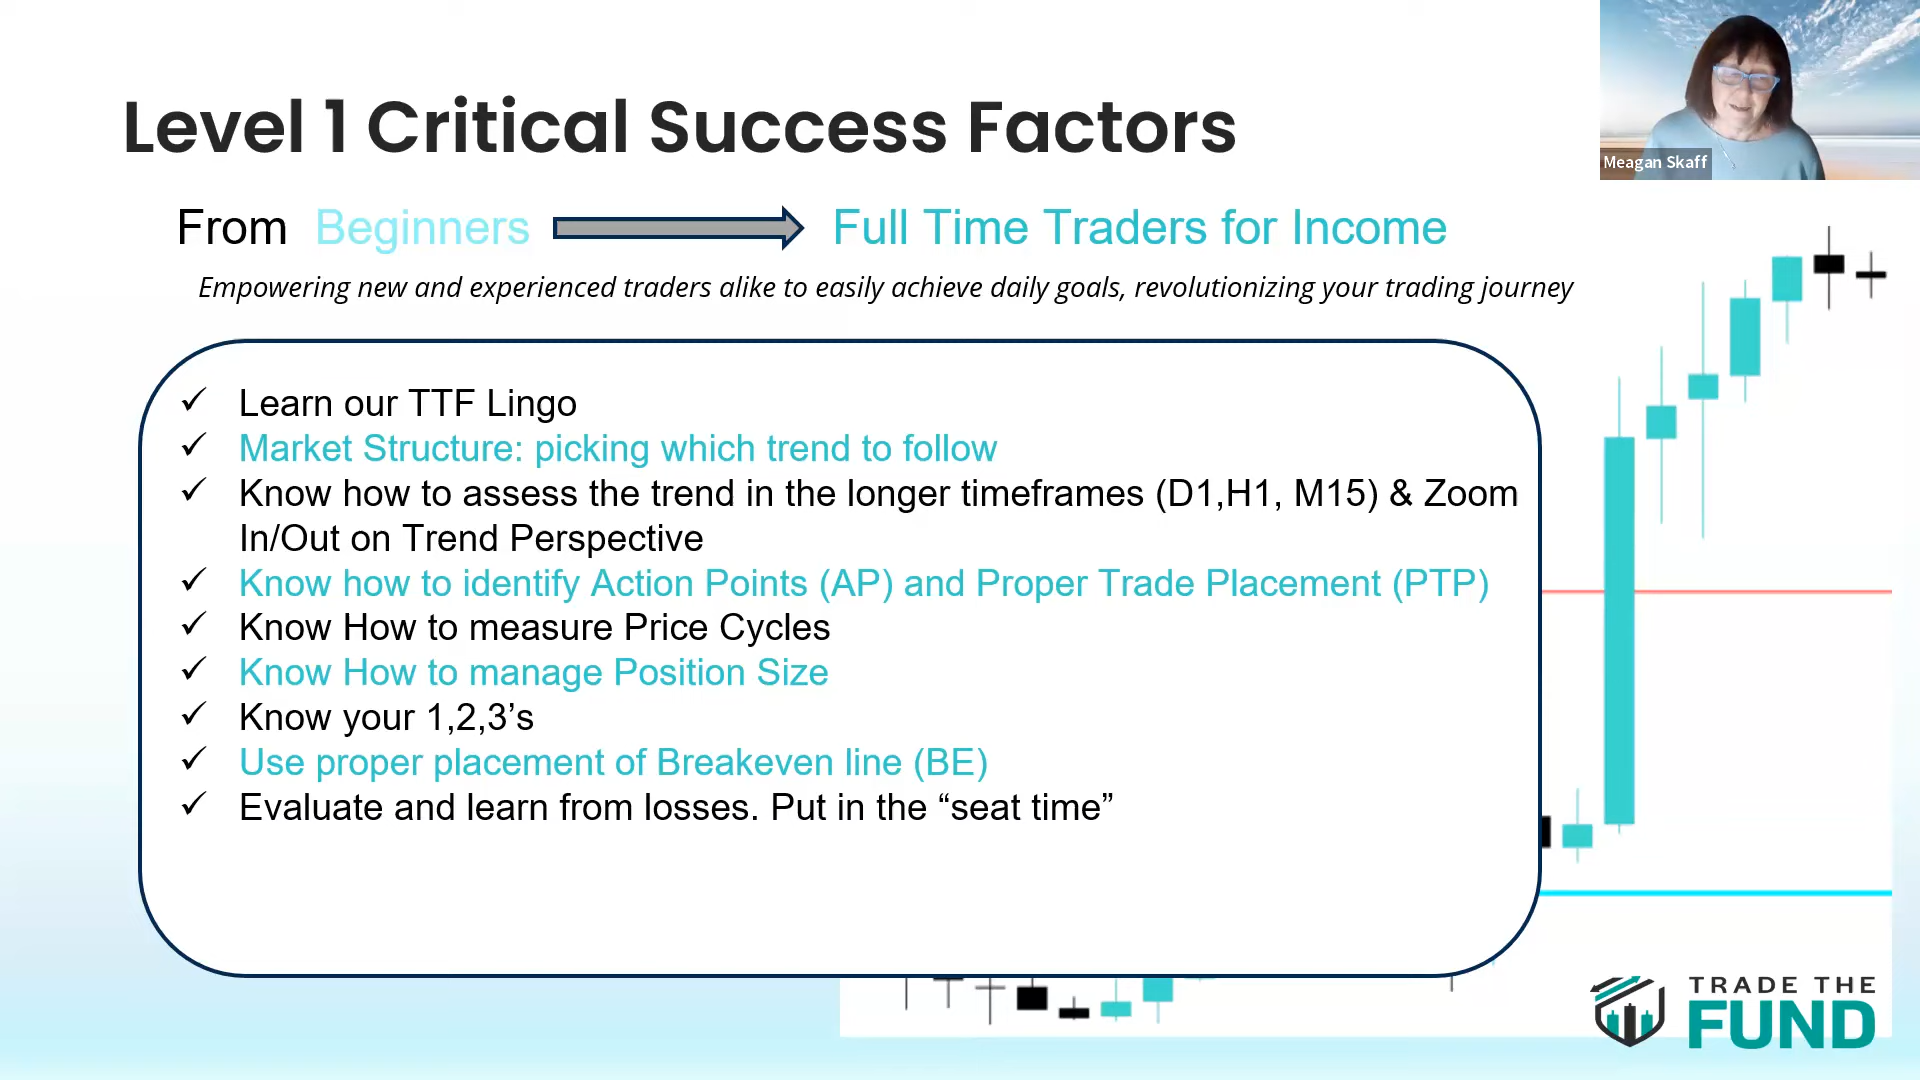 Level 1 Critical Success Factors
Meagan Skaff
From Beginners Full Time Traders for Income
Empowering new and experienced traders alike to easily achieve daily goals, revolutionizing your trading journey
✓ Learn our TTF Lingo
✓ Market Structure: picking which trend to follow
✓ Know how to assess the trend in the longer timeframes (D1,H1, M15) & Zoom
In/Out on Trend Perspective
✓ Know how to identify Action Points (AP) and Proper Trade Placement (PTP)
✓ Know How to measure Price Cycles
✓ Know How to manage Position Size
✓ Know your 1,2,3’s
✓ Use proper placement of Breakeven line (BE)
✓ Evaluate and learn from losses. Put in the “seat time”
TRADE THE
FUND